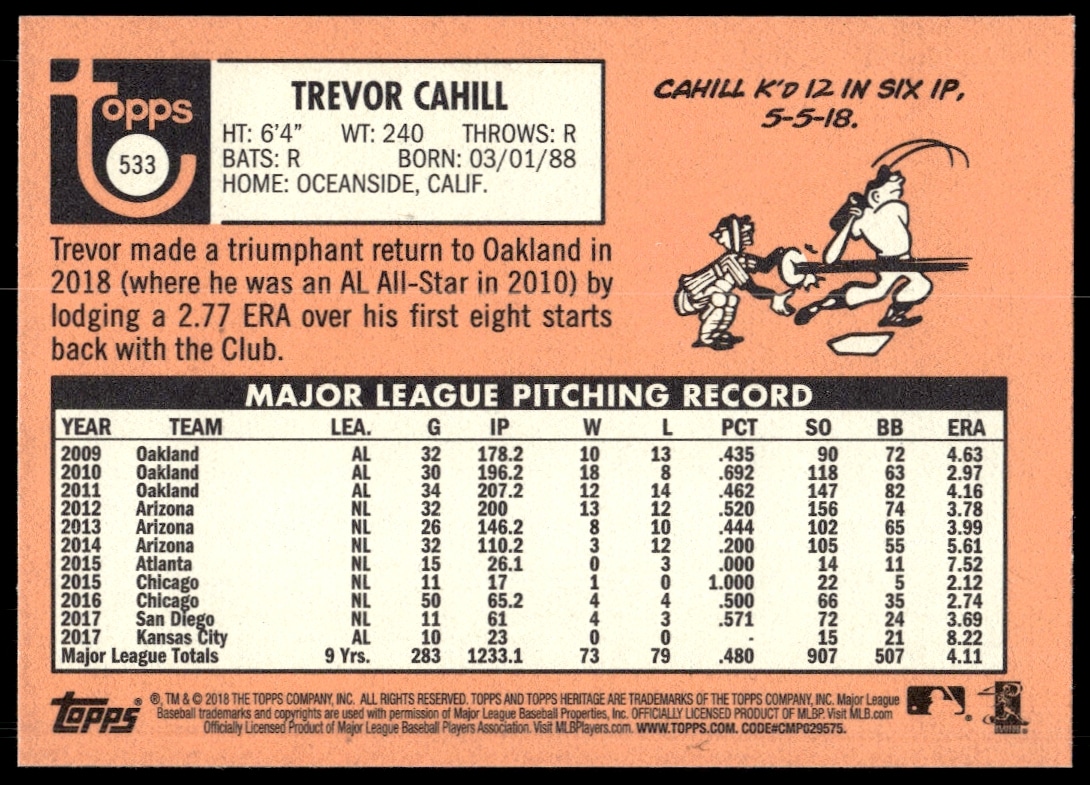 topps
533
TREVOR CAHILL
HT: 6'4" WT: 240 THROWS: R
BATS: R BORN: 03/01/88
HOME: OCEANSIDE, CALIF.
CAHILL K'D 12 IN SIX IP,
5-5-18.
Trevor made a triumphant return to Oakland in
2018 (where he was an AL All-Star in 2010) by
lodging a 2.77 ERA over his first eight starts
back with the Club.
MAJOR LEAGUE PITCHING RECORD
YEAR TEAM LEA. G IP W L PCT SO BB ERA
2009 Oakland AL 32 178.2 10 13 .435 90 72 4.63
2010 Oakland AL 30 196.2 18 8 .692 118 63 2.97
2011 Oakland AL 34 207.2 12 14 .462 147 82 4.16
2012 Arizona NL 32 200 13 12 .520 156 74 3.78
2013 Arizona NL 26 146.2 8 10 .444 102 65 3.99
2014 Arizona NL 32 110.2 3 12 .200 105 55 5.61
2015 Atlanta NL 15 26.1 0 3 .000 14 11 7.52
2015 Chicago NL 11 17 1 0 1.000 22 5 2.12
2016 Chicago NL 50 65.2 4 4 .500 66 35 2.74
2017 San Diego NL 11 61 4 3 .571 72 24 3.69
2017 Kansas City AL 10 23 0 0 - 15 21 8.22
Major League Totals 9 Yrs. 283 1233.1 73 79 .480 907 507 4.11
topps ®, TM & © 2018 THE TOPPS COMPANY, INC. ALL RIGHTS RESERVED. TOPPS AND TOPPS HERITAGE ARE TRADEMARKS OF THE TOPPS COMPANY, INC. Major League
Baseball trademarks and copyrights are used with permission of Major League Baseball Properties, Inc. OFFICIALLY LICENSED PRODUCT OF MLBP. Visit MLB.com
Officially Licensed Product of Major League Baseball Players Association. Visit MLBPlayers.com. WWW.TOPPS.COM. CODE#CMP029575.